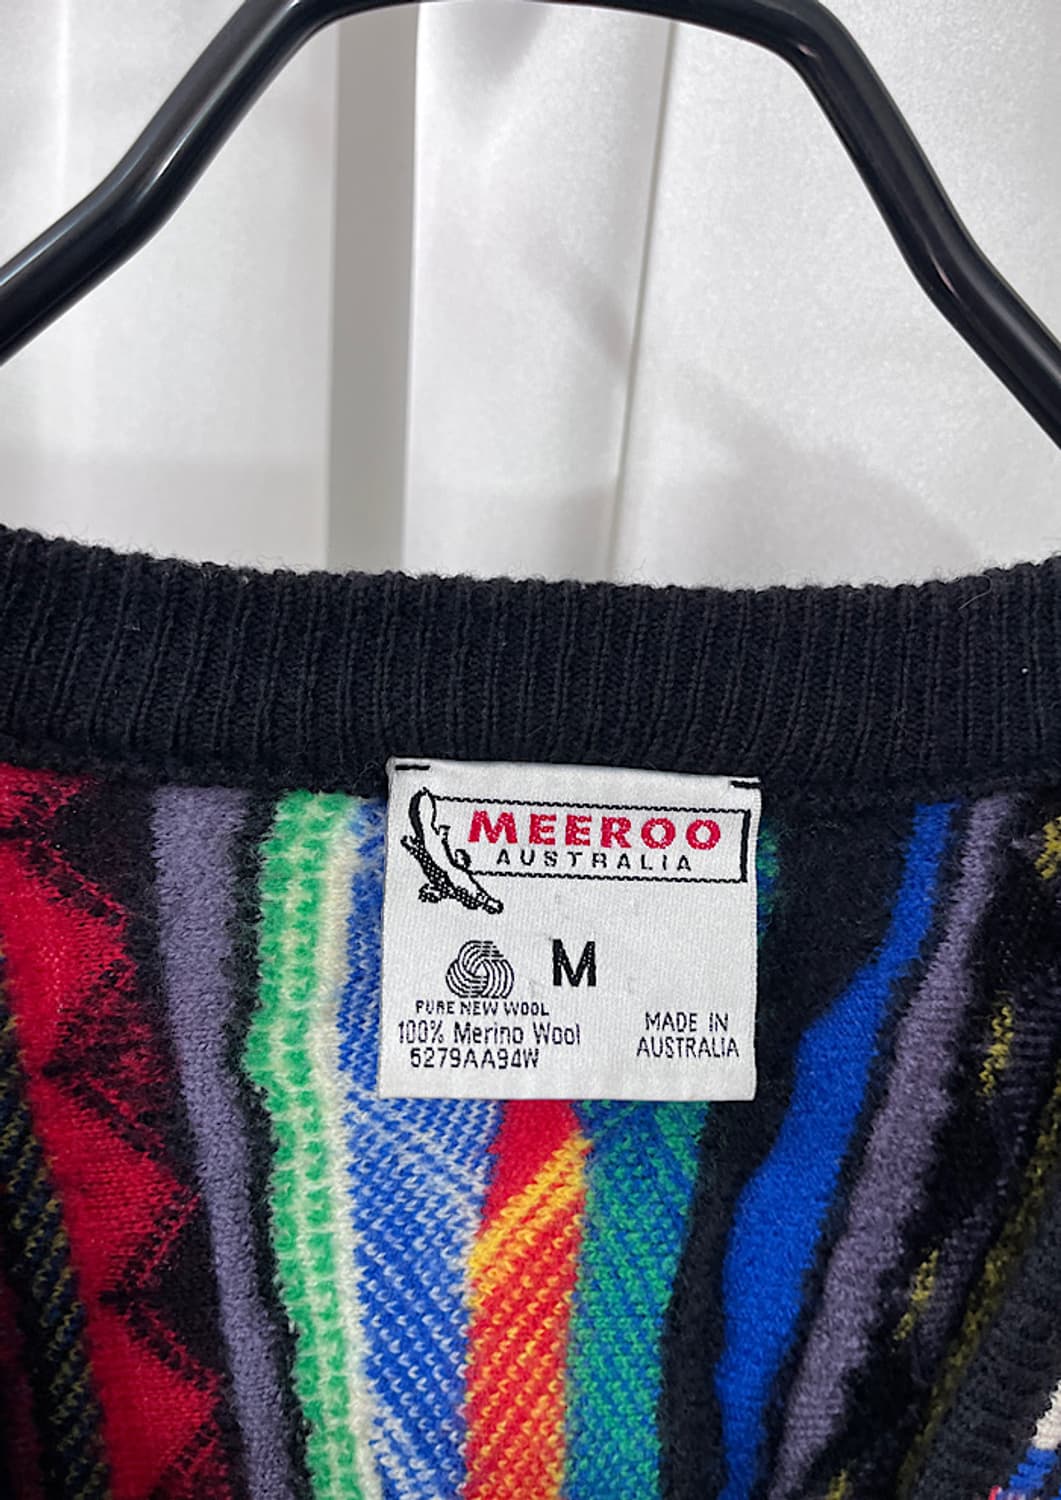 MEEROO
AUSTRALIA
M
PURE NEW WOOL
100% Merino Wool
5279AA94W
MADE IN
AUSTRALIA